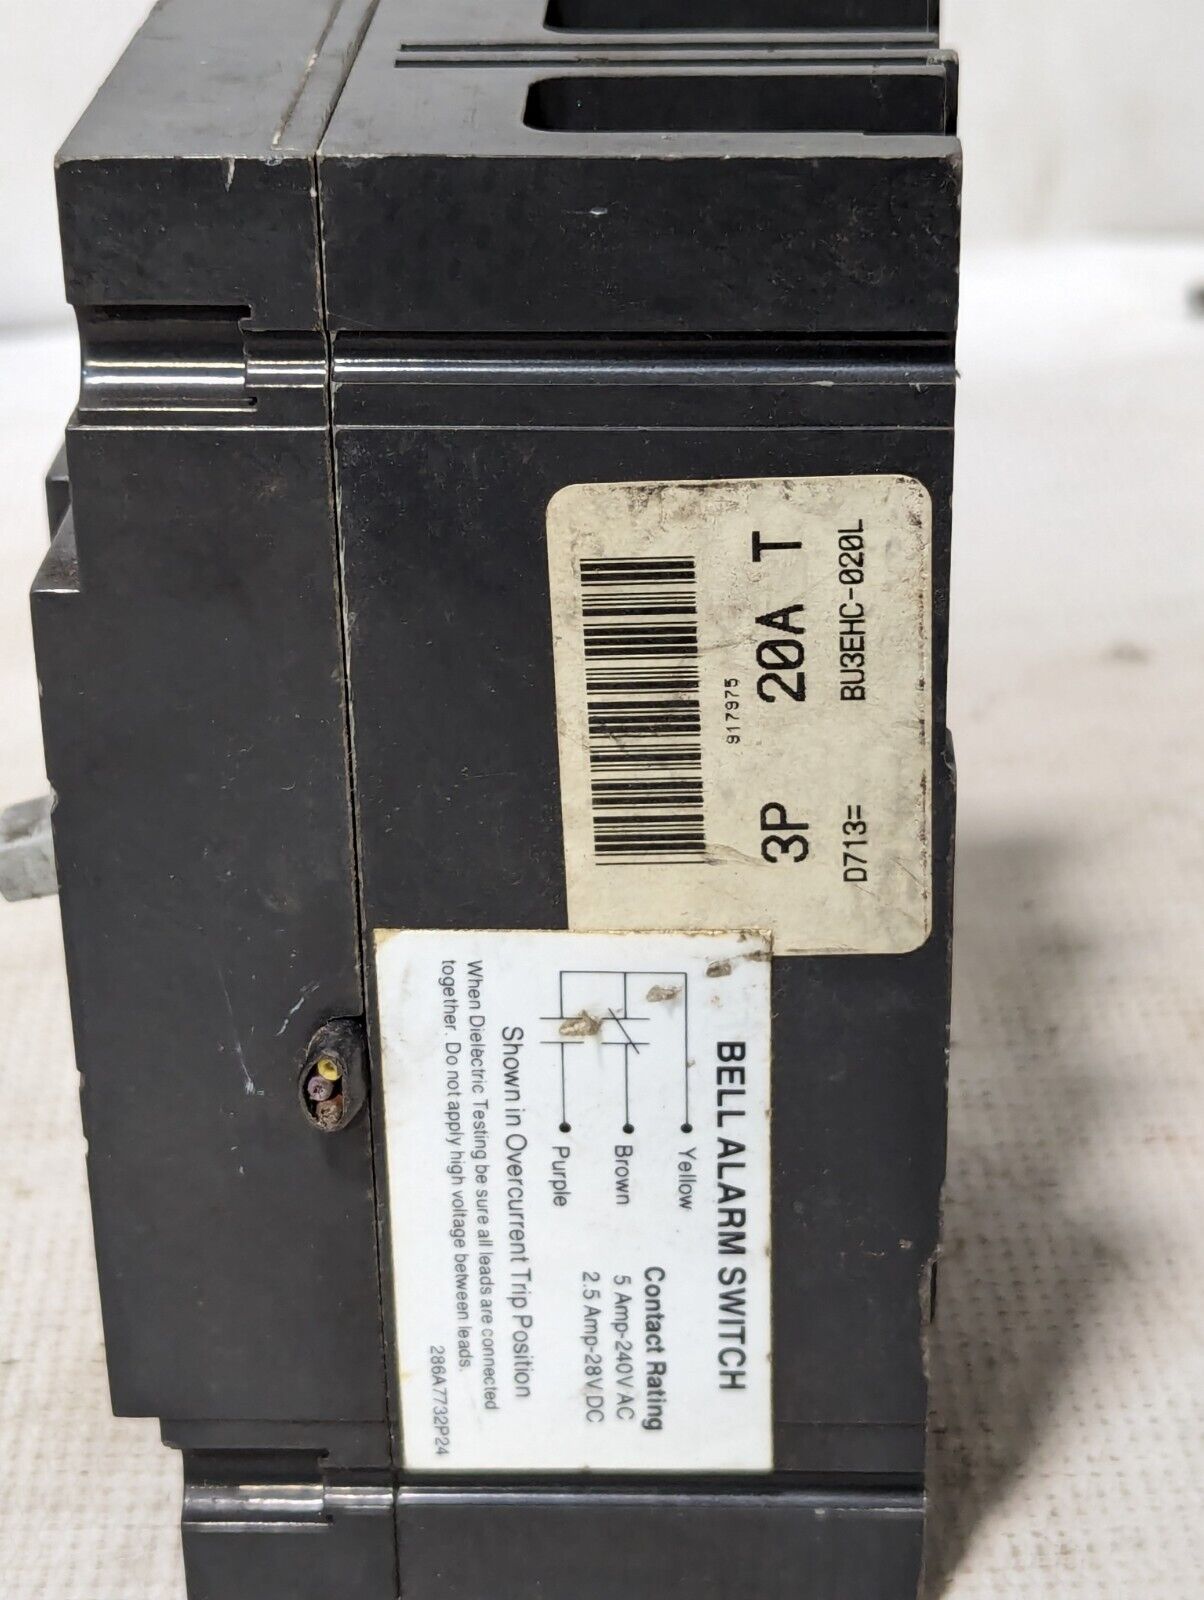 917975
3P 20A T
D713= BU3EHC-020L
BELL ALARM SWITCH
Yellow
Brown
Purple
Contact Rating
5 Amp-240V AC
2.5 Amp-28V DC
Shown in Overcurrent Trip Position
When Dielectric Testing be sure all leads are connected
together. Do not apply high voltage between leads.
286A7732P24